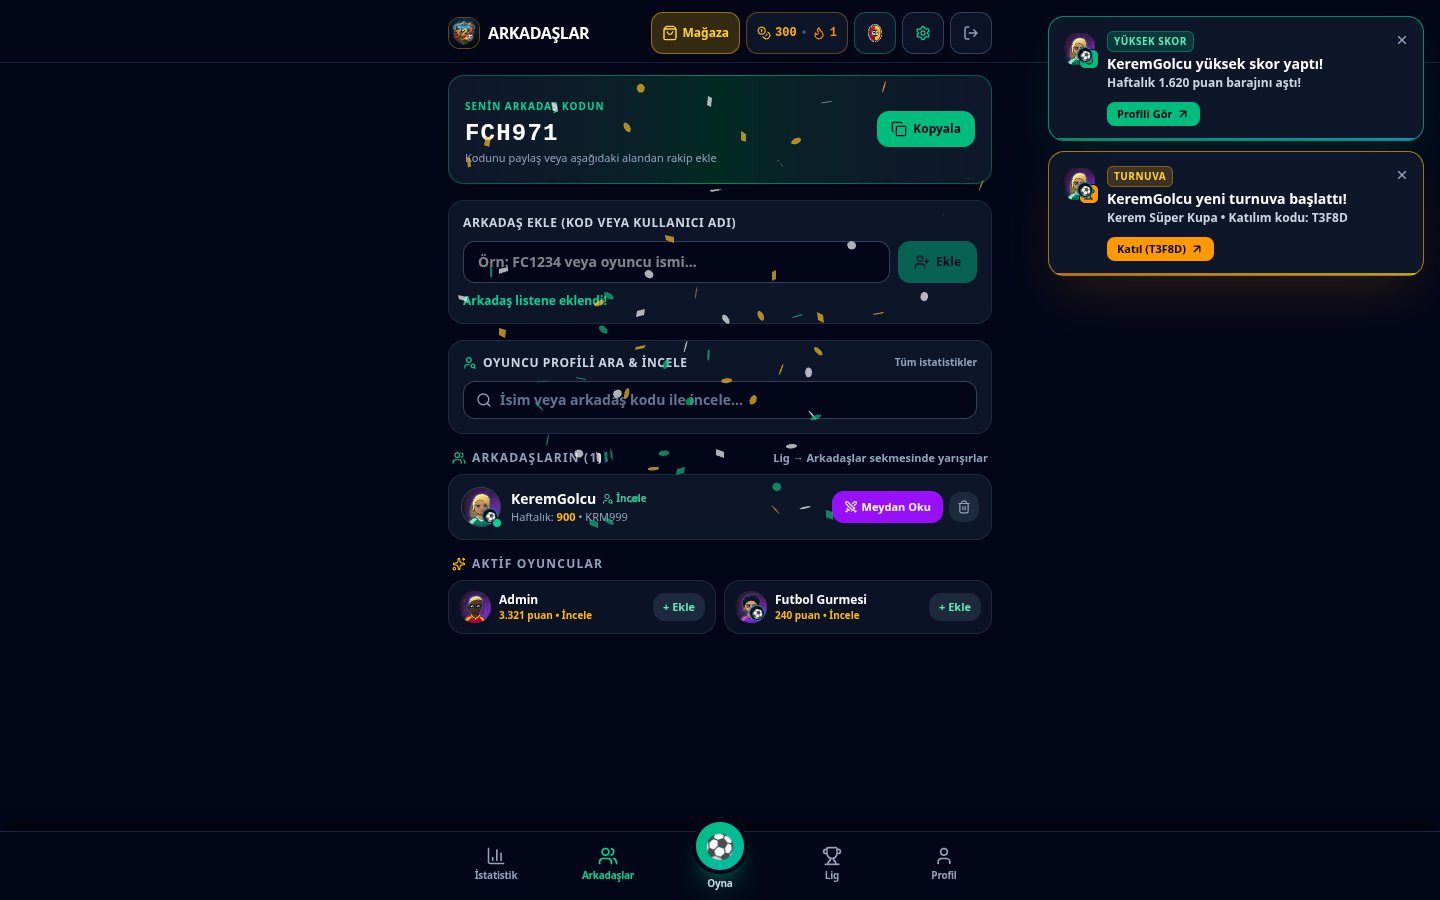 ARKADAŞLAR
Mağaza
300 • 1
SENİN ARKADAŞ KODUN
FCH971
Kodunu paylaş veya aşağıdaki alandan rakip ekle
Kopyala
ARKADAŞ EKLE (KOD VEYA KULLANICI ADI)
Örn: FC1234 veya oyuncu ismi...
Ekle
Arkadaş listene eklendi!
OYUNCU PROFİLİ ARA & İNCELE
Tüm istatistikler
İsim veya arkadaş kodu ile incele...
ARKADAŞLARIN (1)
Lig → Arkadaşlar sekmesinde yarışırlar
KeremGolcu İncele
Haftalık: 900 • KRM999
Meydan Oku
AKTİF OYUNCULAR
Admin
3.321 puan • İncele
+ Ekle
Futbol Gurmesi
240 puan • İncele
+ Ekle
YÜKSEK SKOR
KeremGolcu yüksek skor yaptı!
Haftalık 1.620 puan barajını aştı!
Profili Gör
TURNUVA
KeremGolcu yeni turnuva başlattı!
Kerem Süper Kupa • Katılım kodu: T3F8D
Katıl (T3F8D)
İstatistik
Arkadaşlar
Oyna
Lig
Profil